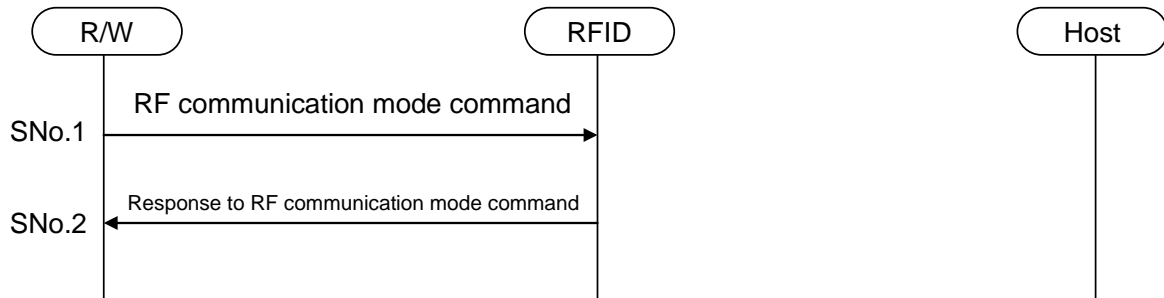 R/W
RFID
Host
RF communication mode command
SNo.1
Response to RF communication mode command
SNo.2